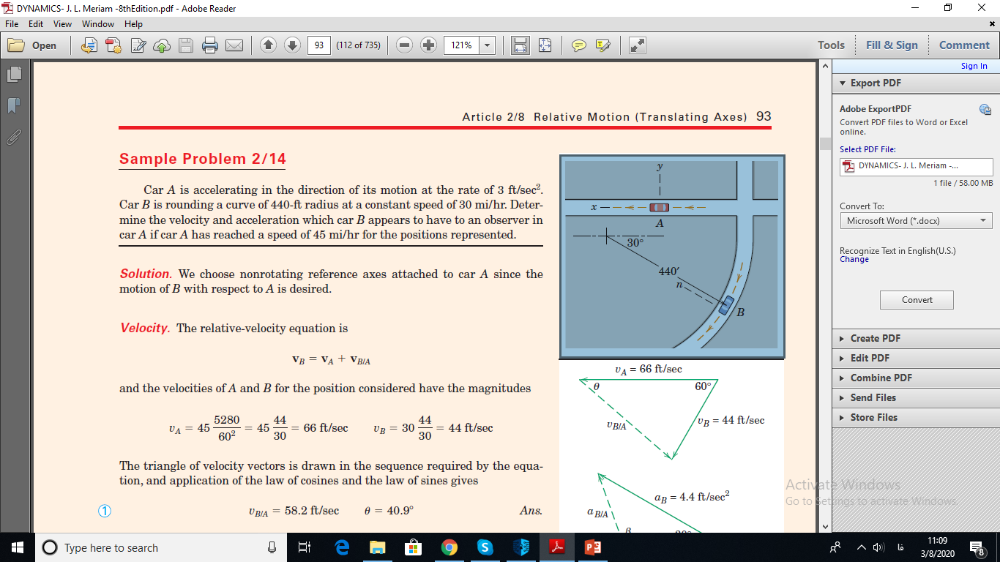 DYNAMICS- J. L. Meriam -8thEdition.pdf - Adobe Reader
File Edit View Window Help
Open 93 (112 of 735) 121% Tools Fill & Sign Comment
Sign In
Export PDF
Adobe ExportPDF
Convert PDF files to Word or Excel
online.
Select PDF File:
DYNAMICS- J. L. Meriam -...
1 file / 58.00 MB
Convert To:
Microsoft Word (*.docx)
Recognize Text in English(U.S.)
Change
Convert
Create PDF
Edit PDF
Combine PDF
Send Files
Store Files
Article 2/8 Relative Motion (Translating Axes) 93
Sample Problem 2/14
Car A is accelerating in the direction of its motion at the rate of 3 ft/sec².
Car B is rounding a curve of 440-ft radius at a constant speed of 30 mi/hr. Deter-
mine the velocity and acceleration which car B appears to have to an observer in
car A if car A has reached a speed of 45 mi/hr for the positions represented.
Solution. We choose nonrotating reference axes attached to car A since the
motion of B with respect to A is desired.
Velocity. The relative-velocity equation is
v_B = v_A + v_B/A
and the velocities of A and B for the position considered have the magnitudes
v_A = 45 5280/60² = 45 44/30 = 66 ft/sec v_B = 30 44/30 = 44 ft/sec
The triangle of velocity vectors is drawn in the sequence required by the equa-
tion, and application of the law of cosines and the law of sines gives
① v_B/A = 58.2 ft/sec θ = 40.9° Ans.
y
x
A
30°
440′
n
B
v_A = 66 ft/sec
θ 60°
v_B/A
v_B = 44 ft/sec
a_B = 4.4 ft/sec²
a_B/A
β
Activate Windows
Go to Settings to activate Windows.
Type here to search
فا
11:09
3/8/2020
8